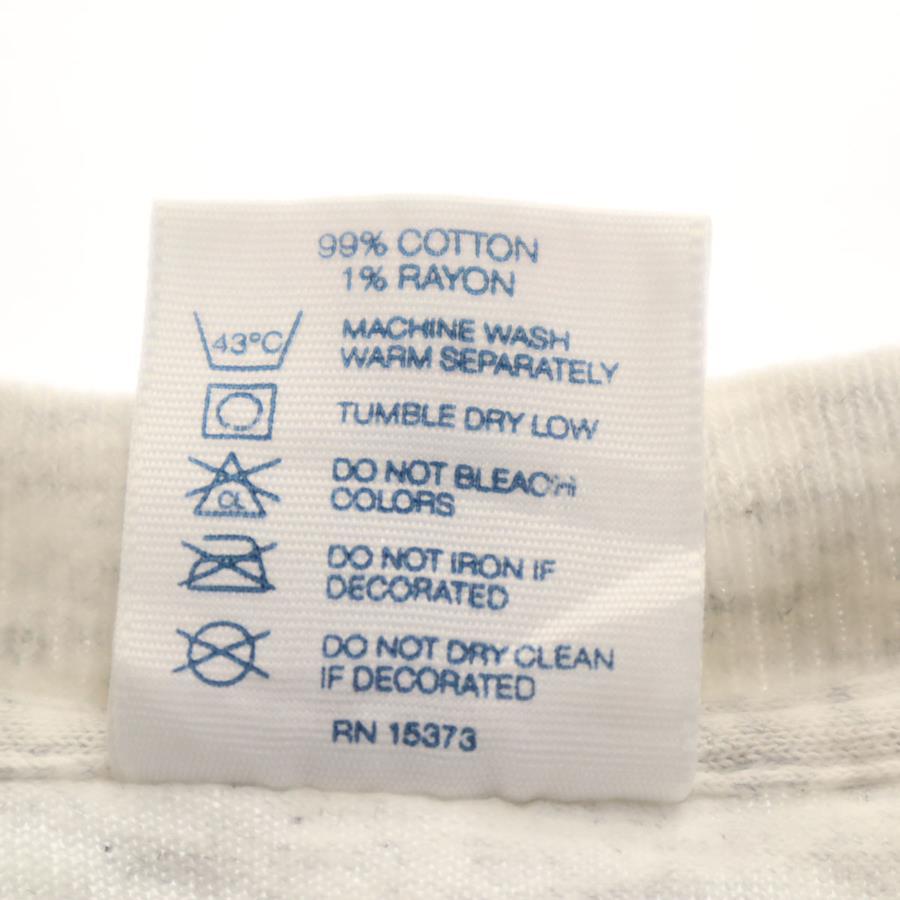 99% COTTON
1% RAYON
43°C
MACHINE WASH
WARM SEPARATELY
TUMBLE DRY LOW
CL
DO NOT BLEACH
COLORS
DO NOT IRON IF
DECORATED
DO NOT DRY CLEAN
IF DECORATED
RN 15373